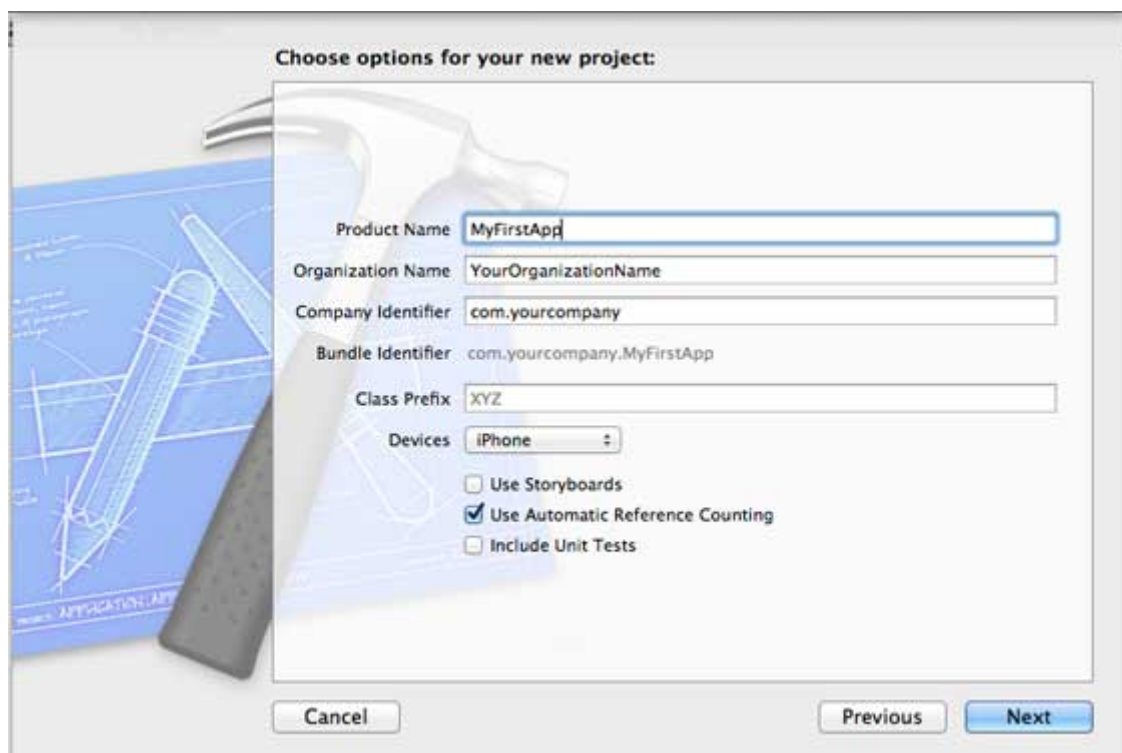 Choose options for your new project:
Product Name MyFirstApp
Organization Name YourOrganizationName
Company Identifier com.yourcompany
Bundle Identifier com.yourcompany.MyFirstApp
Class Prefix XYZ
Devices iPhone
Use Storyboards
Use Automatic Reference Counting
Include Unit Tests
Cancel Previous Next